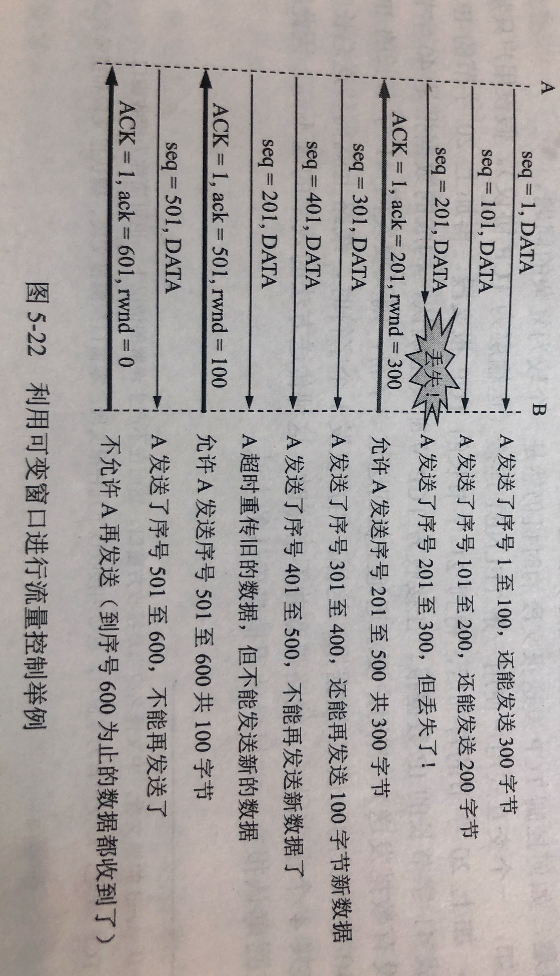 A B
seq = 1, DATA A 发送了序号 1 至 100，还能发送 300 字节
seq = 101, DATA A 发送了序号 101 至 200，还能发送 200 字节
seq = 201, DATA 丢失！ A 发送了序号 201 至 300，但丢失了！
ACK = 1, ack = 201, rwnd = 300 允许 A 发送序号 201 至 500 共 300 字节
seq = 301, DATA A 发送了序号 301 至 400，还能再发送 100 字节新数据
seq = 401, DATA A 发送了序号 401 至 500，不能再发送新数据了
seq = 201, DATA A 超时重传旧的数据，但不能发送新的数据
ACK = 1, ack = 501, rwnd = 100 允许 A 发送序号 501 至 600 共 100 字节
seq = 501, DATA A 发送了序号 501 至 600，不能再发送了
ACK = 1, ack = 601, rwnd = 0 不允许 A 再发送（到序号 600 为止的数据都收到了）
图 5-22 利用可变窗口进行流量控制举例